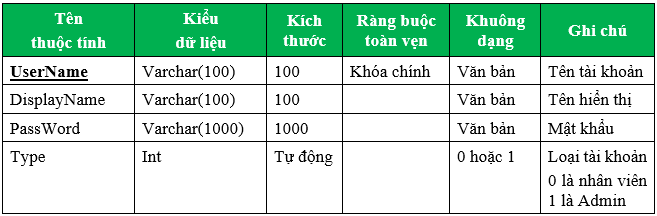 Tên thuộc tính Kiểu dữ liệu Kích thước Ràng buộc toàn vẹn Khuông dạng Ghi chú
UserName Varchar(100) 100 Khóa chính Văn bản Tên tài khoản
DisplayName Varchar(100) 100 Văn bản Tên hiển thị
PassWord Varchar(1000) 1000 Văn bản Mật khẩu
Type Int Tự động 0 hoặc 1 Loại tài khoản
0 là nhân viên
1 là Admin